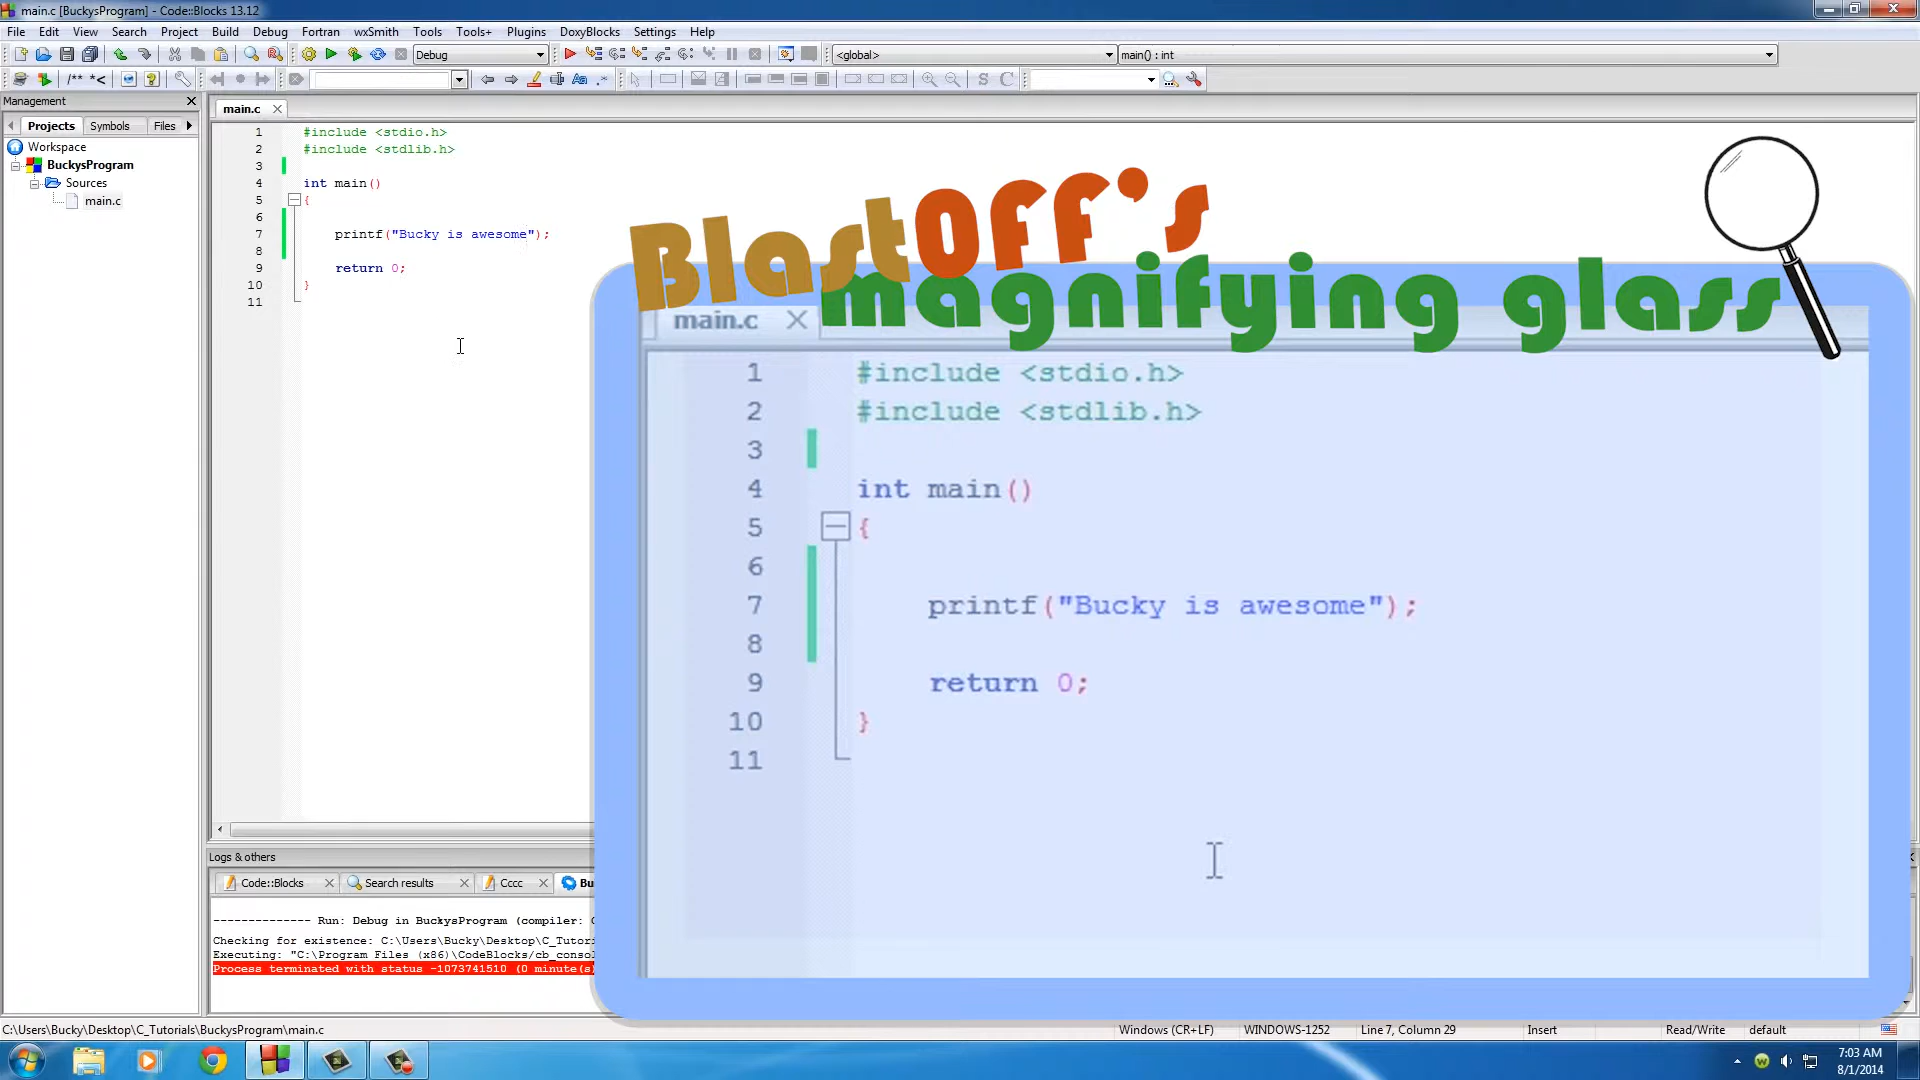 main.c [BuckysProgram] - Code::Blocks 13.12
File Edit View Search Project Build Debug Fortran wxSmith Tools Tools+ Plugins DoxyBlocks Settings Help
Debug <global> main() : int
/** *<
Management
Projects Symbols Files
Workspace
BuckysProgram
Sources
main.c
main.c
1 #include <stdio.h>
2 #include <stdlib.h>
3
4 int main()
5 {
6
7 printf("Bucky is awesome");
8
9 return 0;
10 }
11
BlastOFF's
magnifying glass
main.c
1 #include <stdio.h>
2 #include <stdlib.h>
3
4 int main()
5 {
6
7 printf("Bucky is awesome");
8
9 return 0;
10 }
11
Logs & others
Code::Blocks Search results Cccc Bu
-------------- Run: Debug in BuckysProgram (compiler: G
Checking for existence: C:\Users\Bucky\Desktop\C_Tutori
Executing: "C:\Program Files (x86)\CodeBlocks/cb_consol
Process terminated with status -1073741510 (0 minute(s)
C:\Users\Bucky\Desktop\C_Tutorials\BuckysProgram\main.c Windows (CR+LF) WINDOWS-1252 Line 7, Column 29 Insert Read/Write default
7:03 AM
8/1/2014